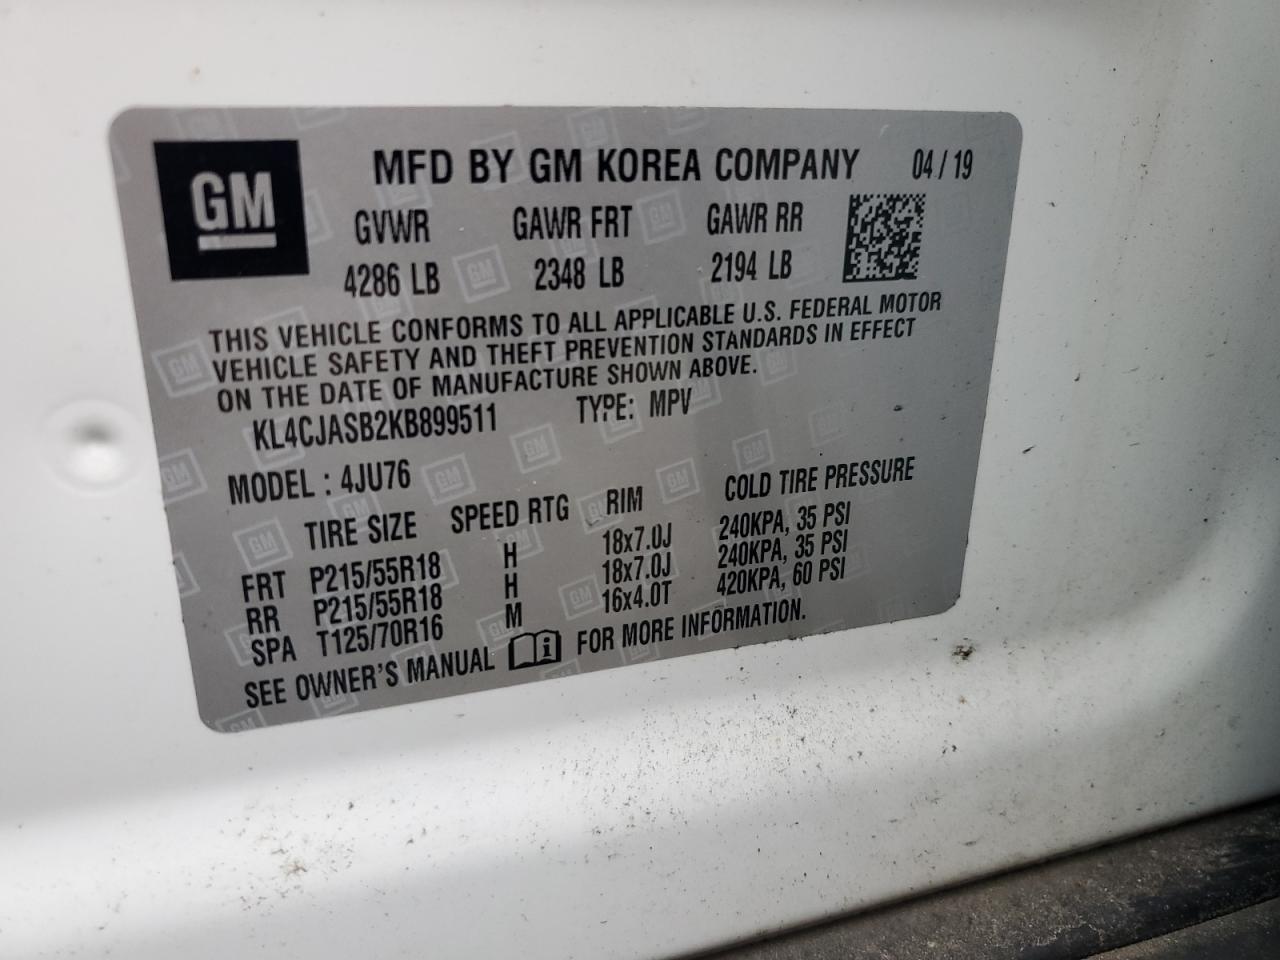 GM MFD BY GM KOREA COMPANY 04 / 19
GVWR GAWR FRT GAWR RR
4286 LB 2348 LB 2194 LB
THIS VEHICLE CONFORMS TO ALL APPLICABLE U.S. FEDERAL MOTOR
VEHICLE SAFETY AND THEFT PREVENTION STANDARDS IN EFFECT
ON THE DATE OF MANUFACTURE SHOWN ABOVE.
KL4CJASB2KB899511 TYPE: MPV
MODEL : 4JU76
TIRE SIZE SPEED RTG RIM COLD TIRE PRESSURE
FRT P215/55R18 H 18x7.0J 240KPA, 35 PSI
RR P215/55R18 H 18x7.0J 240KPA, 35 PSI
SPA T125/70R16 M 16x4.0T 420KPA, 60 PSI
SEE OWNER'S MANUAL i FOR MORE INFORMATION.